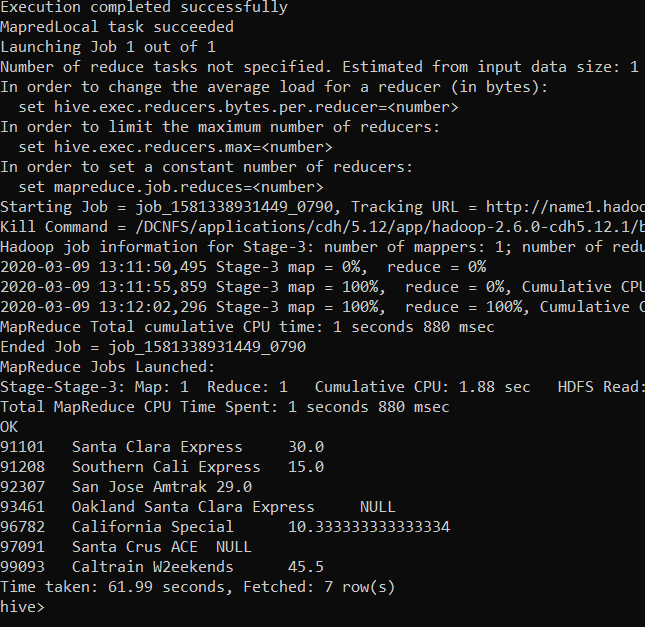 Execution completed successfully
MapredLocal task succeeded
Launching Job 1 out of 1
Number of reduce tasks not specified. Estimated from input data size: 1
In order to change the average load for a reducer (in bytes):
  set hive.exec.reducers.bytes.per.reducer=<number>
In order to limit the maximum number of reducers:
  set hive.exec.reducers.max=<number>
In order to set a constant number of reducers:
  set mapreduce.job.reduces=<number>
Starting Job = job_1581338931449_0790, Tracking URL = http://name1.hadoo
Kill Command = /DCNFS/applications/cdh/5.12/app/hadoop-2.6.0-cdh5.12.1/b
Hadoop job information for Stage-3: number of mappers: 1; number of redu
2020-03-09 13:11:50,495 Stage-3 map = 0%,  reduce = 0%
2020-03-09 13:11:55,859 Stage-3 map = 100%,  reduce = 0%, Cumulative CPU
2020-03-09 13:12:02,296 Stage-3 map = 100%,  reduce = 100%, Cumulative C
MapReduce Total cumulative CPU time: 1 seconds 880 msec
Ended Job = job_1581338931449_0790
MapReduce Jobs Launched:
Stage-Stage-3: Map: 1  Reduce: 1   Cumulative CPU: 1.88 sec   HDFS Read:
Total MapReduce CPU Time Spent: 1 seconds 880 msec
OK
91101   Santa Clara Express     30.0
91208   Southern Cali Express   15.0
92307   San Jose Amtrak 29.0
93461   Oakland Santa Clara Express     NULL
96782   California Special      10.333333333333334
97091   Santa Crus ACE  NULL
99093   Caltrain W2eekends      45.5
Time taken: 61.99 seconds, Fetched: 7 row(s)
hive>